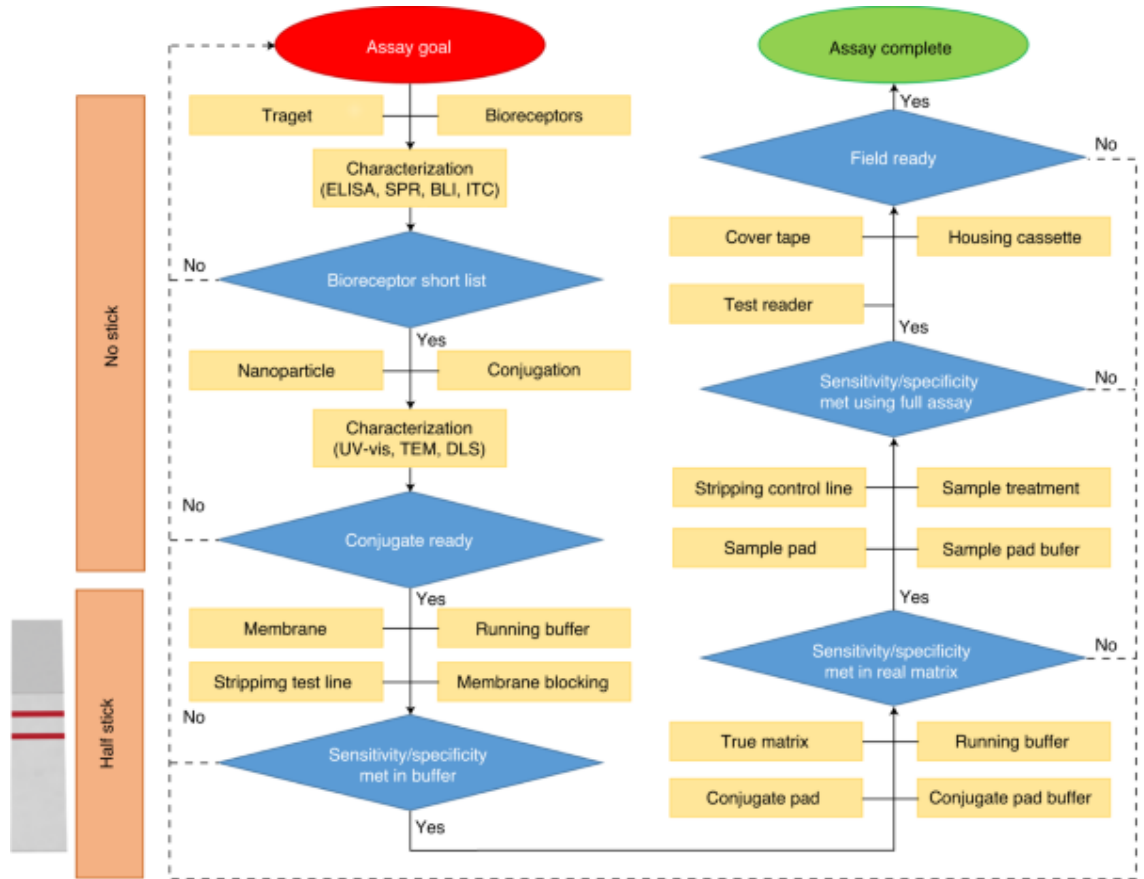 Assay goal
Traget
Bioreceptors
Characterization
(ELISA, SPR, BLI, ITC)
No
Bioreceptor short list
Yes
Nanoparticle
Conjugation
Characterization
(UV-vis, TEM, DLS)
No
Conjugate ready
Yes
Membrane
Running buffer
Strippimg test line
Membrane blocking
No
Sensitivity/specificity
met in buffer
Yes
No stick
Half stick
Assay complete
Yes
Field ready
No
Cover tape
Housing cassette
Test reader
Yes
Sensitivity/specificity
met using full assay
No
Stripping control line
Sample treatment
Sample pad
Sample pad bufer
Yes
Sensitivity/specificity
met in real matrix
No
True matrix
Running buffer
Conjugate pad
Conjugate pad buffer